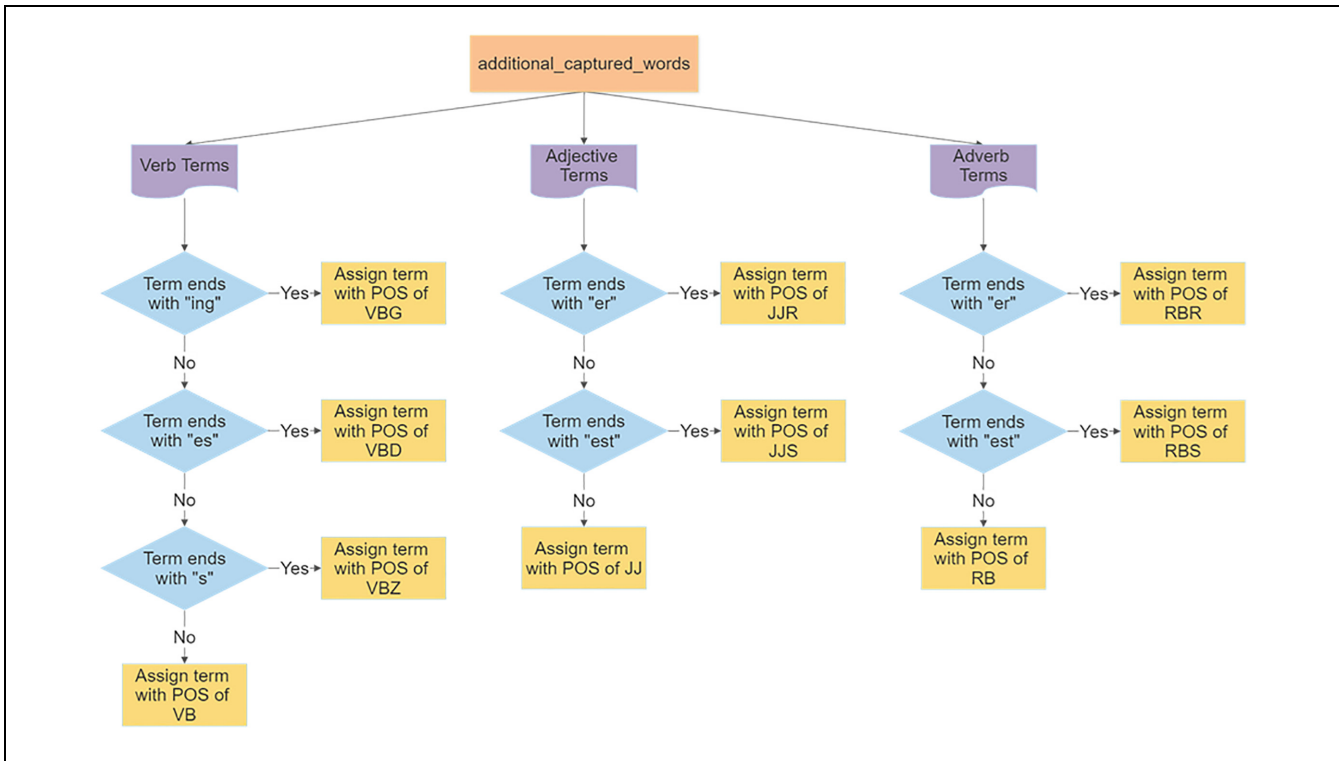 additional_captured_words
Verb Terms
Adjective
Terms
Adverb
Terms
Term ends
with "ing"
Yes
Assign term
with POS of
VBG
Term ends
with "er"
Yes
Assign term
with POS of
JJR
Term ends
with "er"
Yes
Assign term
with POS of
RBR
No
No
No
Term ends
with "es"
Yes
Assign term
with POS of
VBD
Term ends
with "est"
Yes
Assign term
with POS of
JJS
Term ends
with "est"
Yes
Assign term
with POS of
RBS
No
No
No
Term ends
with "s"
Yes
Assign term
with POS of
VBZ
Assign term
with POS of JJ
Assign term
with POS of
RB
No
Assign term
with POS of
VB